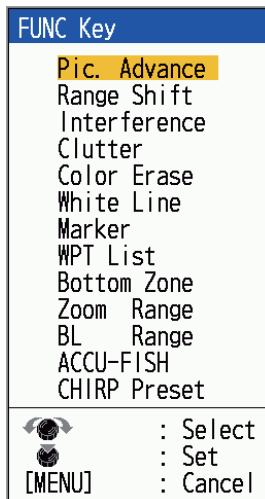 FUNC Key
Pic. Advance
Range Shift
Interference
Clutter
Color Erase
White Line
Marker
WPT List
Bottom Zone
Zoom Range
BL Range
ACCU-FISH
CHIRP Preset
: Select
: Set
[MENU] : Cancel